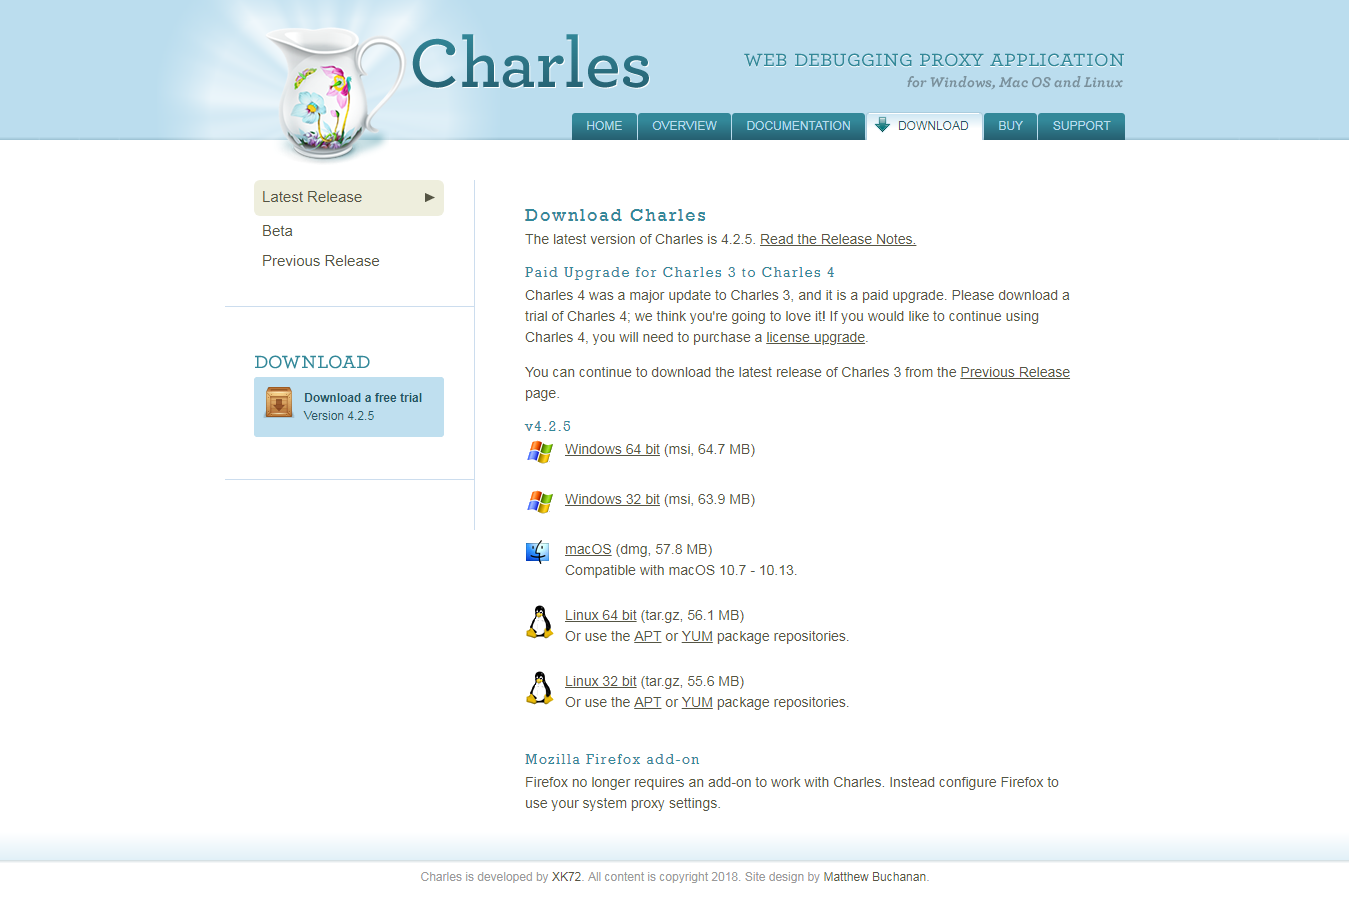 Charles
WEB DEBUGGING PROXY APPLICATION
for Windows, Mac OS and Linux
HOME
OVERVIEW
DOCUMENTATION
DOWNLOAD
BUY
SUPPORT
Latest Release
Beta
Previous Release
DOWNLOAD
Download a free trial
Version 4.2.5
Download Charles
The latest version of Charles is 4.2.5. Read the Release Notes.
Paid Upgrade for Charles 3 to Charles 4
Charles 4 was a major update to Charles 3, and it is a paid upgrade. Please download a
trial of Charles 4; we think you're going to love it! If you would like to continue using
Charles 4, you will need to purchase a license upgrade.
You can continue to download the latest release of Charles 3 from the Previous Release
page.
v4.2.5
Windows 64 bit (msi, 64.7 MB)
Windows 32 bit (msi, 63.9 MB)
macOS (dmg, 57.8 MB)
Compatible with macOS 10.7 - 10.13.
Linux 64 bit (tar.gz, 56.1 MB)
Or use the APT or YUM package repositories.
Linux 32 bit (tar.gz, 55.6 MB)
Or use the APT or YUM package repositories.
Mozilla Firefox add-on
Firefox no longer requires an add-on to work with Charles. Instead configure Firefox to
use your system proxy settings.
Charles is developed by XK72. All content is copyright 2018. Site design by Matthew Buchanan.